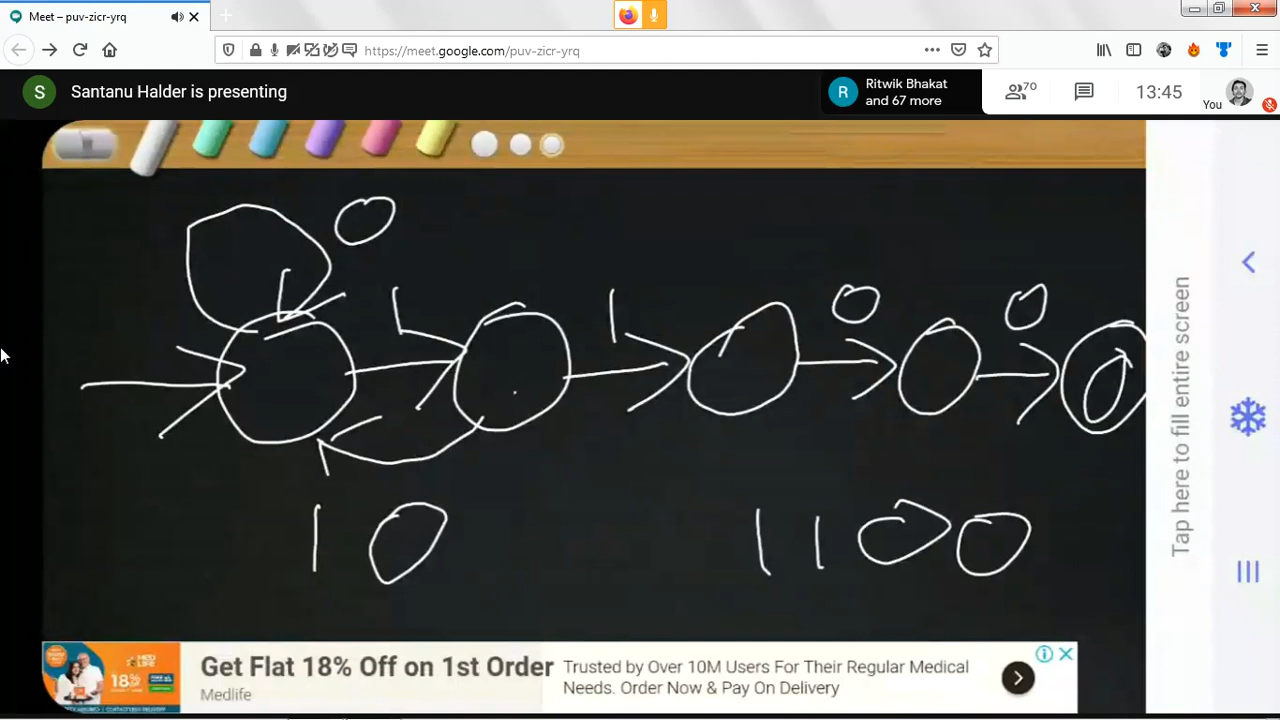 Meet – puv-zicr-yrq
https://meet.google.com/puv-zicr-yrq
S Santanu Halder is presenting
R Ritwik Bhakat
and 67 more
70
13:45
You
0
1 1 0 0
1 0 1 1 0 0
Tap here to fill entire screen
MED LIFE
18%
Get Flat 18% Off on 1st Order
Medlife
Trusted by Over 10M Users For Their Regular Medical
Needs. Order Now & Pay On Delivery